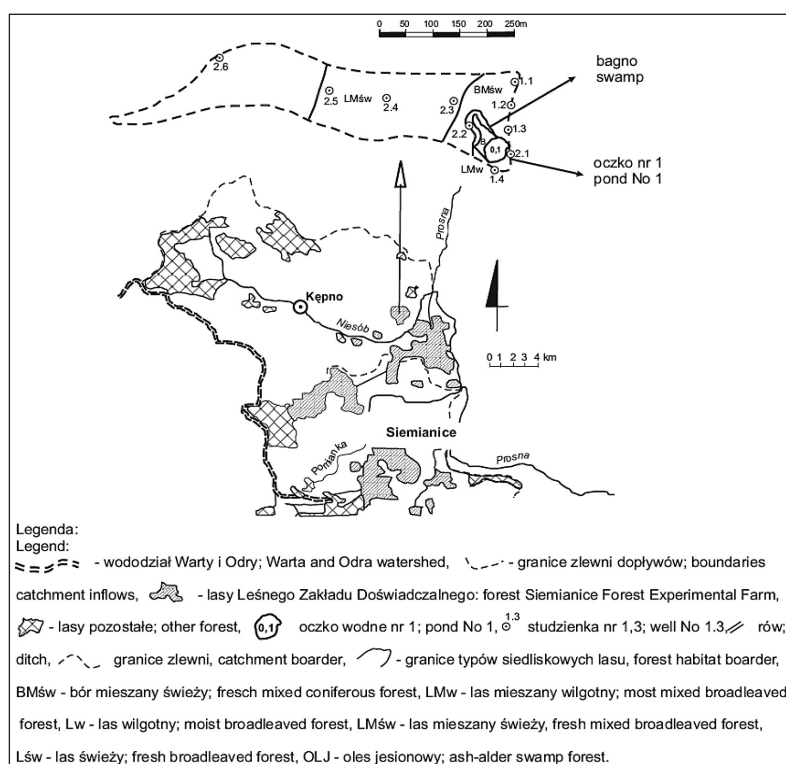 0m 50 100 150 200 250m
bagno
swamp
2.6
BMśw
1.1
2.5
LMśw
2.4
2.3
1.2
2.2
1.3
B
0,1
2.1
LMw
1.4
oczko nr 1
pond No 1
Prosna
Kępno
Niesób
0 1 2 3 4 km
Siemianice
Pomianka
Prosna
Legenda:
Legend:
- wododział Warty i Odry; Warta and Odra watershed, - granice zlewni dopływów; boundaries
catchment inflows, - lasy Leśnego Zakładu Doświadczalnego: forest Siemianice Forest Experimental Farm,
- lasy pozostałe; other forest, 0,1 oczko wodne nr 1; pond No 1, 1.3 studzienka nr 1,3; well No 1.3, rów;
ditch, granice zlewni, catchment boarder, - granice typów siedliskowych lasu, forest habitat boarder,
BMśw - bór mieszany świeży; fresch mixed coniferous forest, LMw - las mieszany wilgotny; most mixed broadleaved
forest, Lw - las wilgotny; moist broadleaved forest, LMśw - las mieszany świeży, fresh mixed broadleaved forest,
Lśw - las świeży; fresh broadleaved forest, OLJ - oles jesionowy; ash-alder swamp forest.